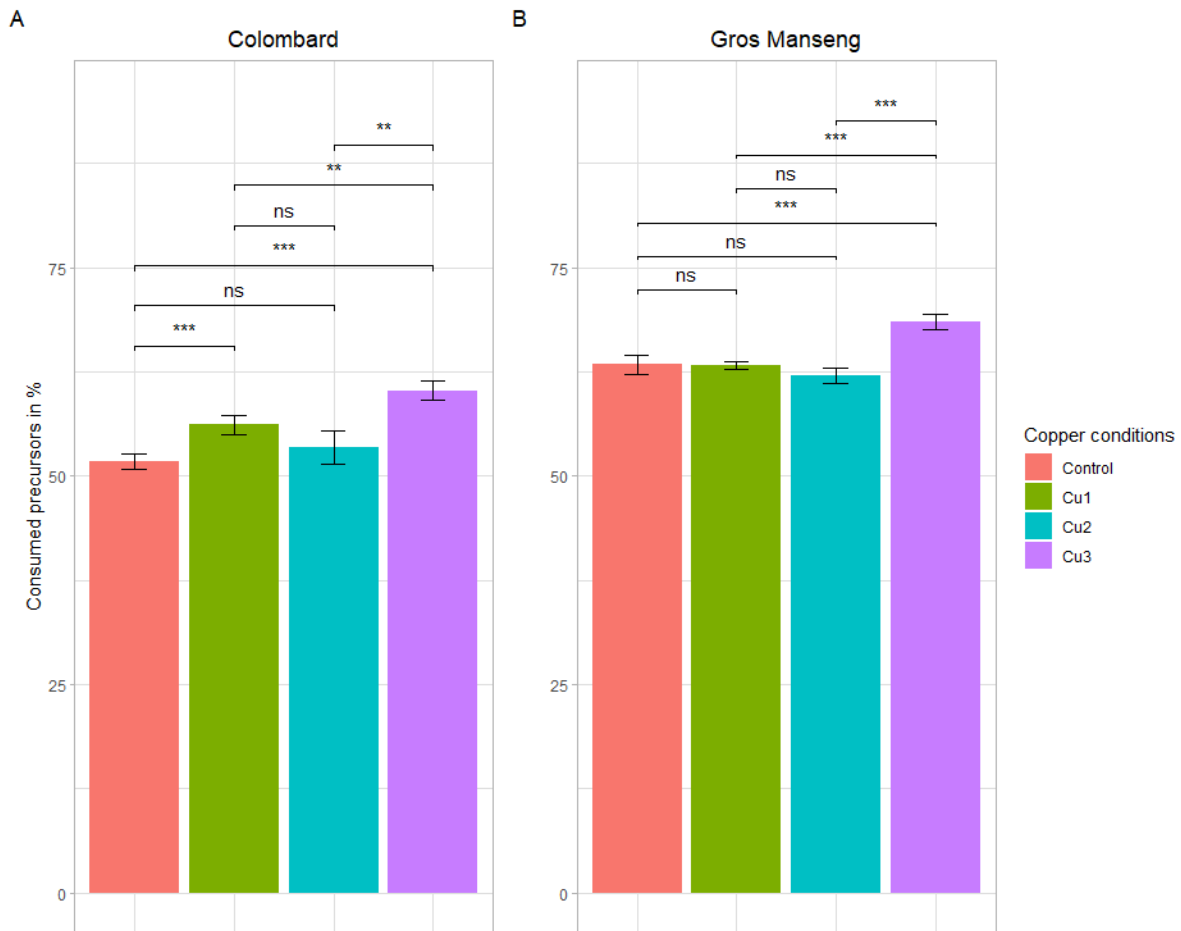 A
Colombard
**
**
ns
***
ns
***
75
50
25
0
Consumed precursors in %
B
Gros Manseng
***
***
ns
***
ns
ns
75
50
25
0
Copper conditions
Control
Cu1
Cu2
Cu3